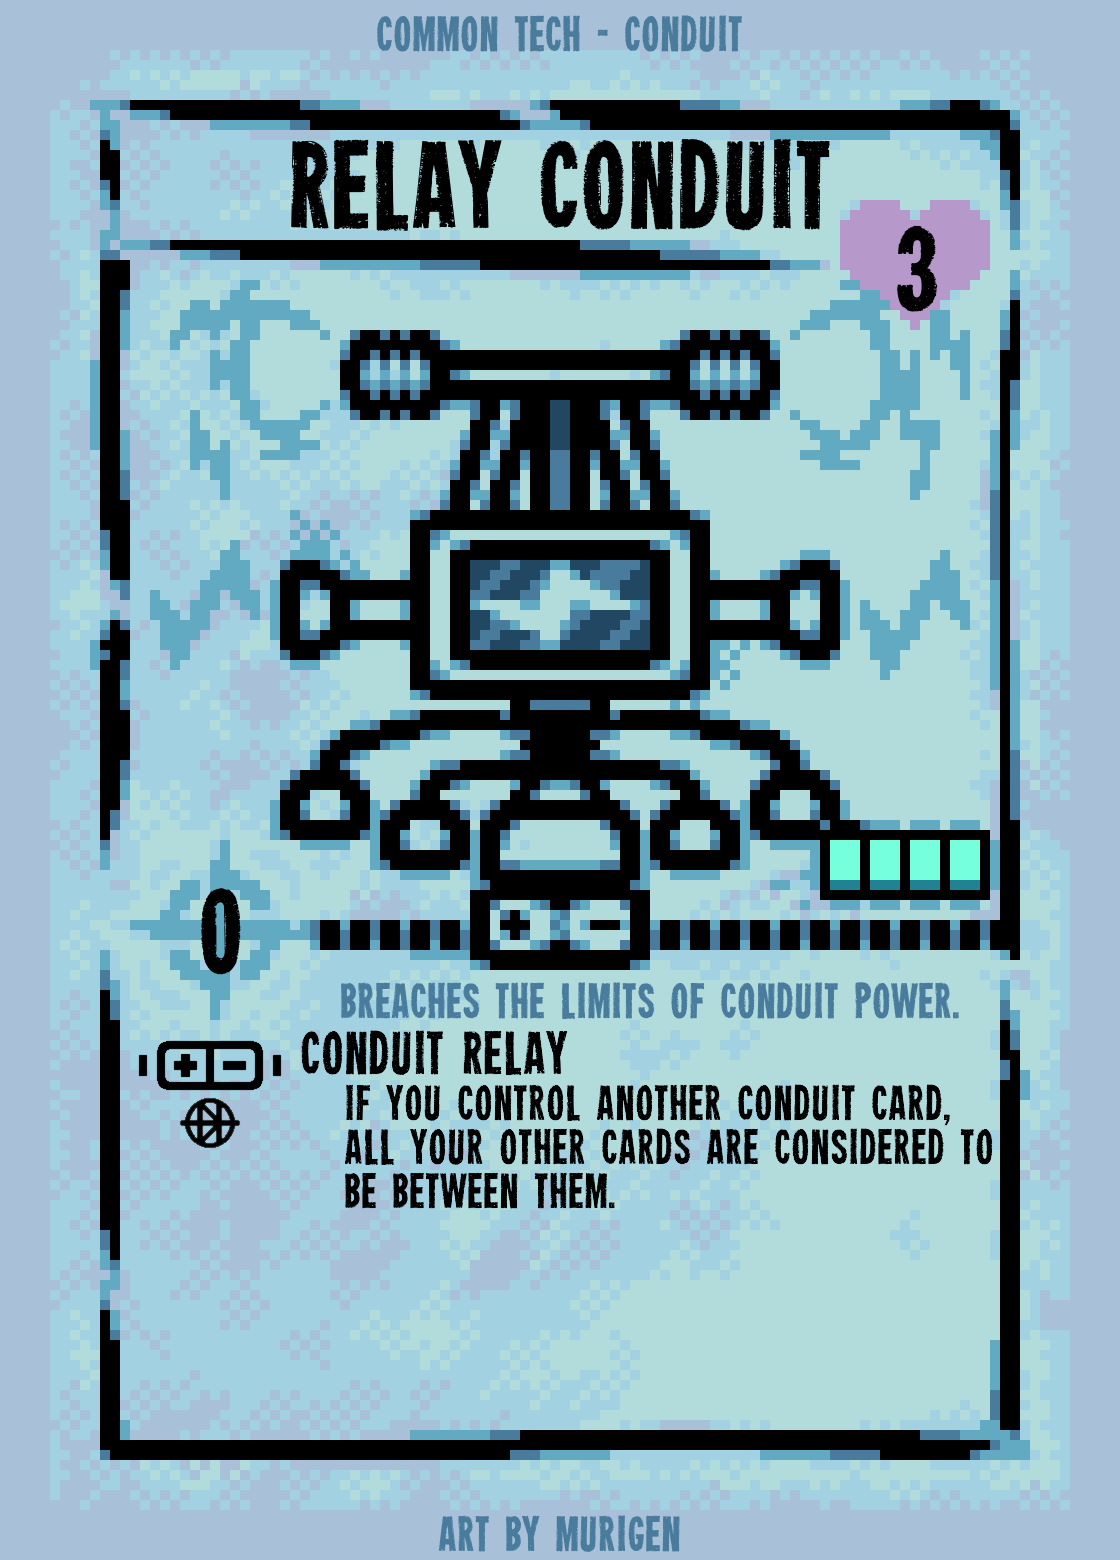 COMMON TECH - CONDUIT
RELAY CONDUIT
3
0
BREACHES THE LIMITS OF CONDUIT POWER.
CONDUIT RELAY
IF YOU CONTROL ANOTHER CONDUIT CARD,
ALL YOUR OTHER CARDS ARE CONSIDERED TO
BE BETWEEN THEM.
ART BY MURIGEN